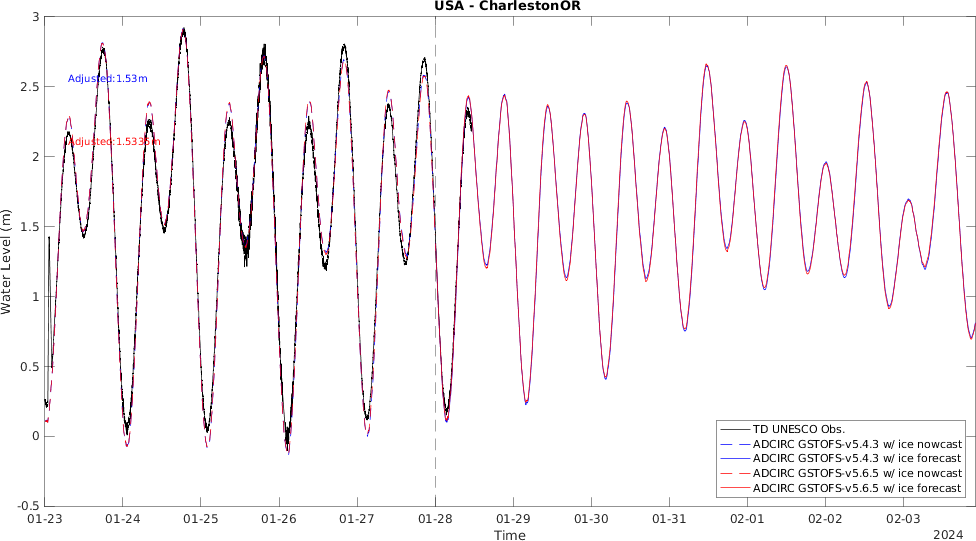 USA - CharlestonOR
3
2.5
2
1.5
1
0.5
0
-0.5
Water Level (m)
Adjusted:1.53m
Adjusted:1.5336m
TD UNESCO Obs.
ADCIRC GSTOFS-v5.4.3 w/ ice nowcast
ADCIRC GSTOFS-v5.4.3 w/ ice forecast
ADCIRC GSTOFS-v5.6.5 w/ ice nowcast
ADCIRC GSTOFS-v5.6.5 w/ ice forecast
01-23 01-24 01-25 01-26 01-27 01-28 01-29 01-30 01-31 02-01 02-02 02-03
Time
2024